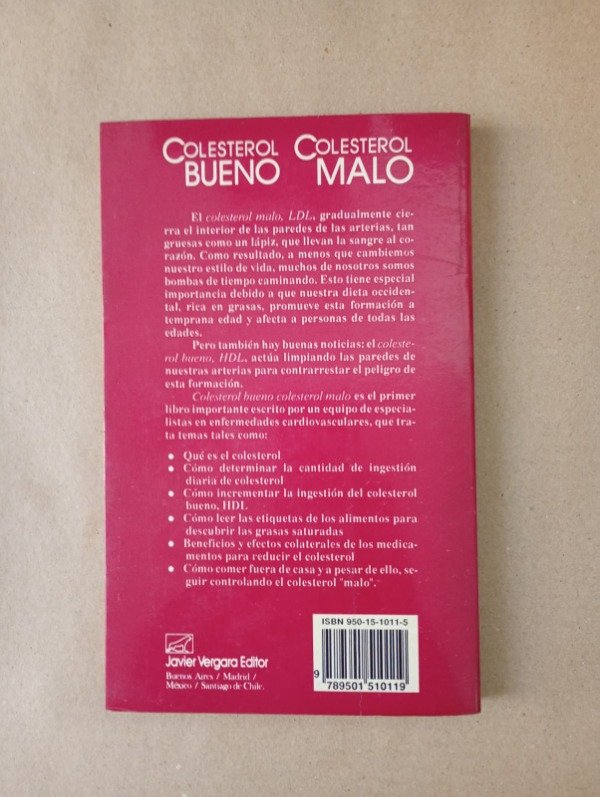 COLESTEROL BUENO COLESTEROL MALO
El colesterol malo, LDL, gradualmente cie-
rra el interior de las paredes de las arterias, tan
gruesas como un lápiz, que llevan la sangre al co-
razón. Como resultado, a menos que cambiemos
nuestro estilo de vida, muchos de nosotros somos
bombas de tiempo caminando. Esto tiene especial
importancia debido a que nuestra dieta occiden-
tal, rica en grasas, promueve esta formación a
temprana edad y afecta a personas de todas las
edades.
Pero también hay buenas noticias: el coleste-
rol bueno, HDL, actúa limpiando las paredes de
nuestras arterias para contrarrestar el peligro de
esta formación.
Colesterol bueno colesterol malo es el primer
libro importante escrito por un equipo de especia-
listas en enfermedades cardiovasculares, que tra-
ta temas tales como:
● Qué es el colesterol
● Cómo determinar la cantidad de ingestión
diaria de colesterol
● Cómo incrementar la ingestión del colesterol
bueno, HDL
● Cómo leer las etiquetas de los alimentos para
descubrir las grasas saturadas
● Beneficios y efectos colaterales de los medica-
mentos para reducir el colesterol
● Cómo comer fuera de casa y a pesar de ello, se-
guir controlando el colesterol "malo".
Javier Vergara Editor
Buenos Aires / Madrid /
México / Santiago de Chile.
ISBN 950-15-1011-5
9 789501 510119